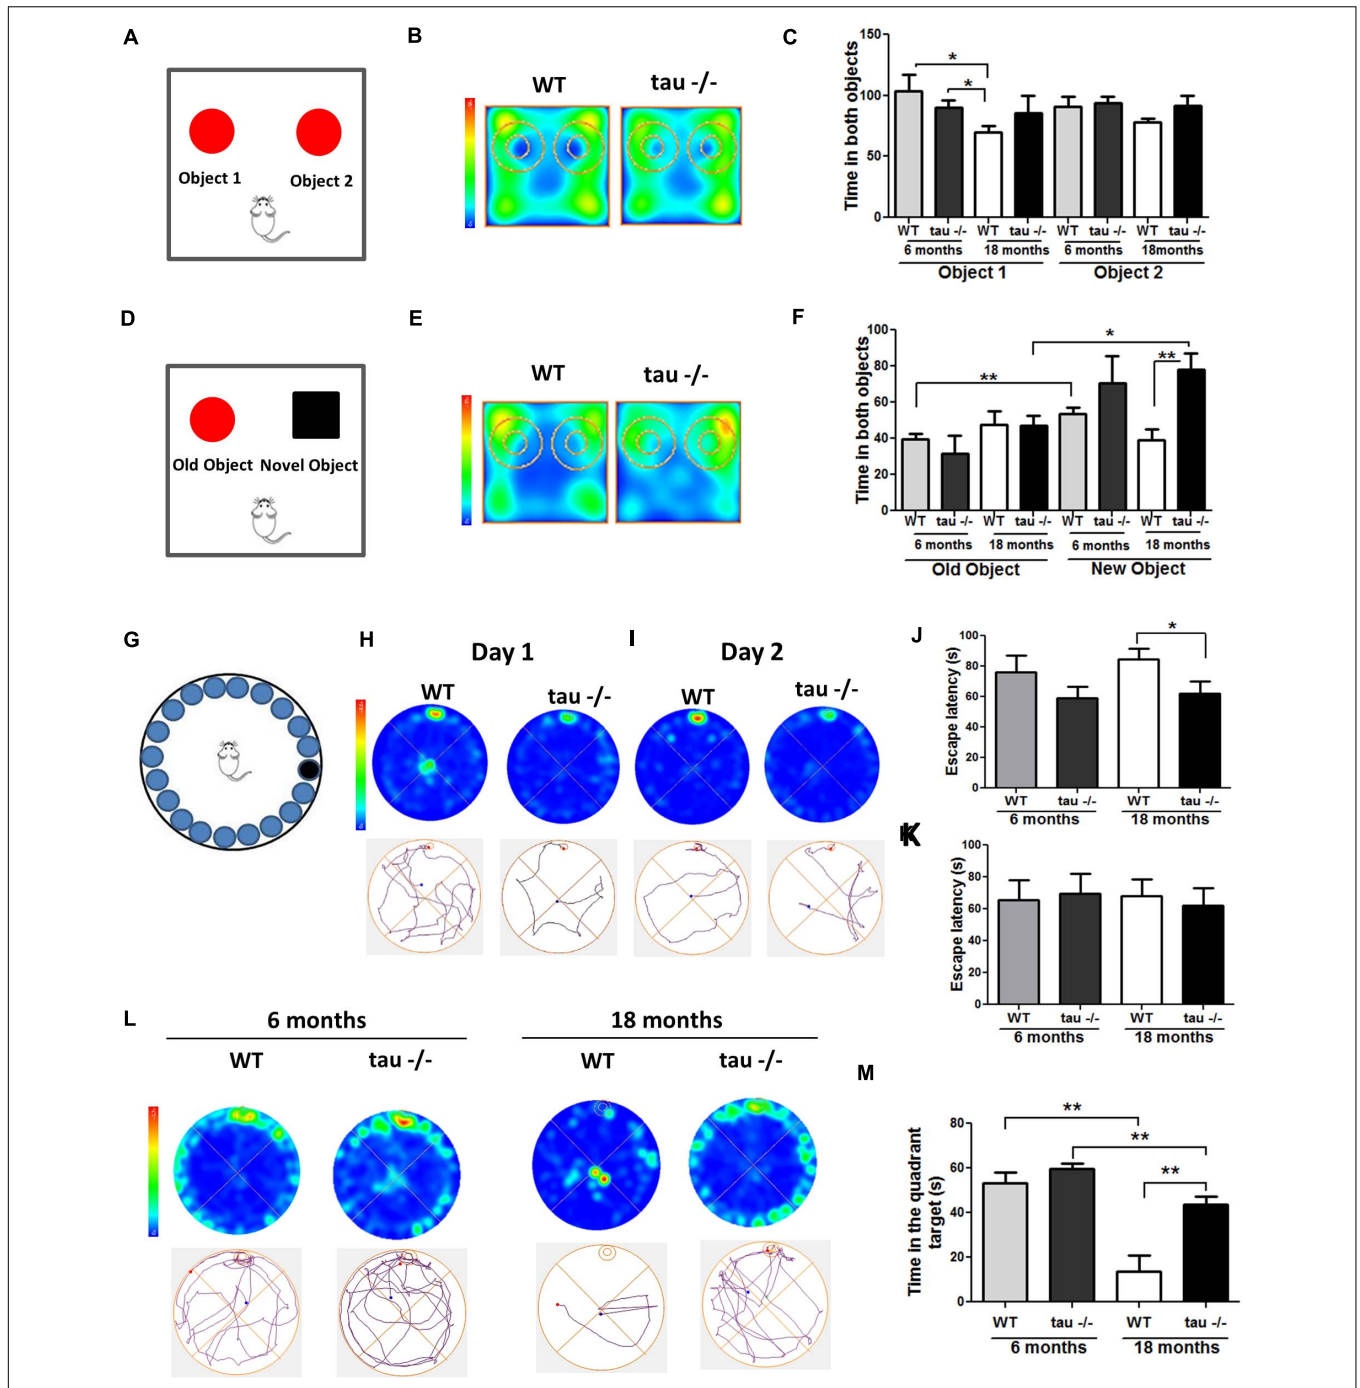 A
Object 1
Object 2
B
WT
tau -/-
C
Time in both objects
150
100
50
0
*
*
WT
tau -/-
WT
tau -/-
WT
tau -/-
WT
tau -/-
6 months
18 months
6 months
18months
Object 1
Object 2
D
Old Object
Novel Object
E
WT
tau -/-
F
Time in both objects
100
80
60
40
20
0
**
*
**
WT
tau -/-
WT
tau -/-
WT
tau -/-
WT
tau -/-
6 months
18 months
6 months
18 months
Old Object
New Object
G
H
Day 1
WT
tau -/-
I
Day 2
WT
tau -/-
J
Escape latency (s)
100
80
60
40
20
0
*
WT
tau -/-
WT
tau -/-
6 months
18 months
K
Escape latency (s)
100
80
60
40
20
0
WT
tau -/-
WT
tau -/-
6 months
18 months
L
6 months
18 months
WT
tau -/-
WT
tau -/-
M
Time in the quadrant
target (s)
80
60
40
20
0
**
**
**
WT
tau -/-
WT
tau -/-
6 months
18 months